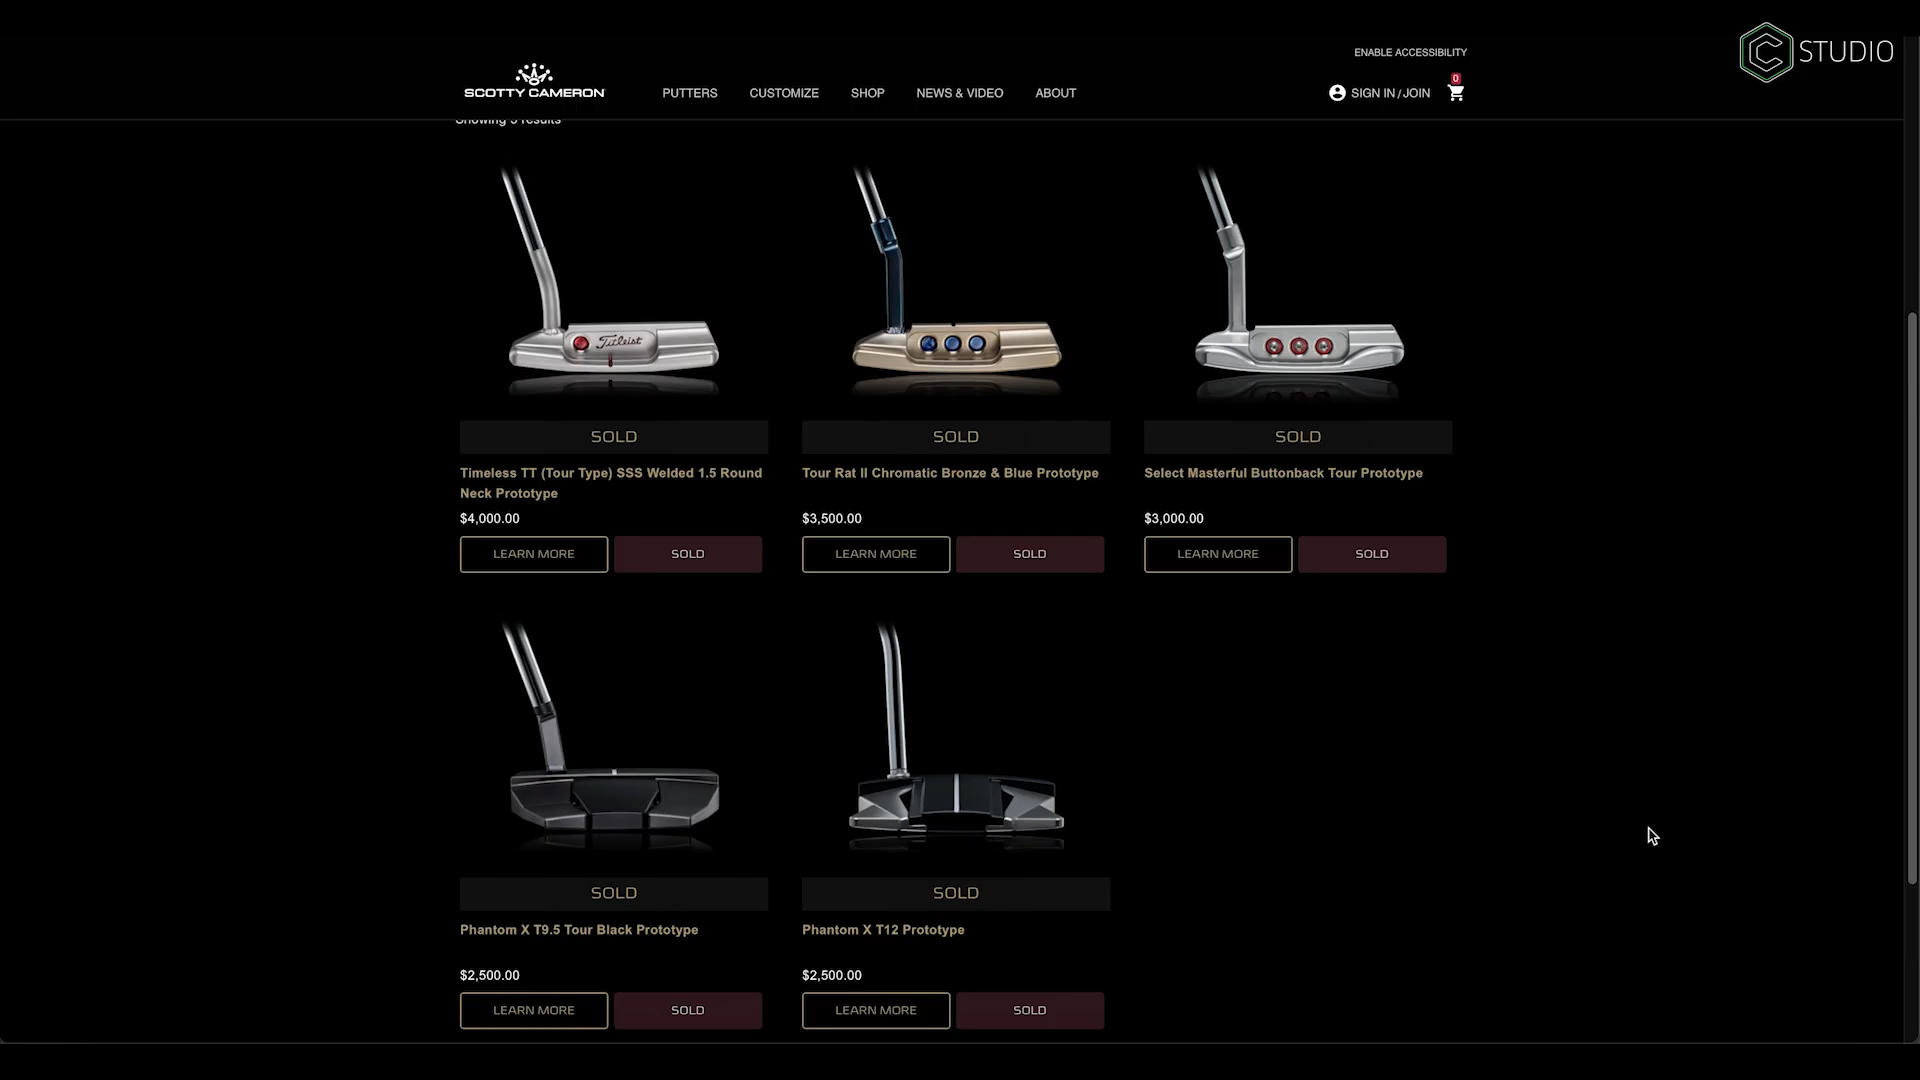 ENABLE ACCESSIBILITY
STUDIO
SCOTTY CAMERON
PUTTERS CUSTOMIZE SHOP NEWS & VIDEO ABOUT
SIGN IN / JOIN
0
Showing 5 results
Titleist
SOLD SOLD SOLD
Timeless TT (Tour Type) SSS Welded 1.5 Round
Neck Prototype
Tour Rat II Chromatic Bronze & Blue Prototype
Select Masterful Buttonback Tour Prototype
$4,000.00 $3,500.00 $3,000.00
LEARN MORE SOLD LEARN MORE SOLD LEARN MORE SOLD
SOLD SOLD
Phantom X T9.5 Tour Black Prototype
Phantom X T12 Prototype
$2,500.00 $2,500.00
LEARN MORE SOLD LEARN MORE SOLD